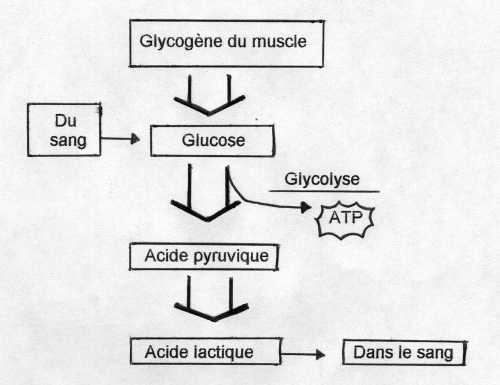 Glycogène du muscle
Du
sang
Glucose
Glycolyse
ATP
Acide pyruvique
Acide lactique
Dans le sang